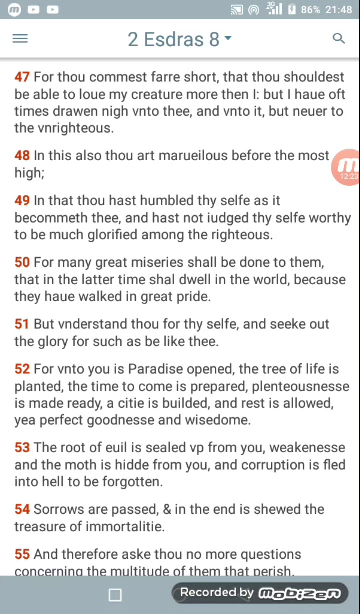 86% 21:48
2 Esdras 8
47 For thou commest farre short, that thou shouldest
be able to loue my creature more then I: but I haue oft
times drawen nigh vnto thee, and vnto it, but neuer to
the vnrighteous.
48 In this also thou art marueilous before the most
high;
12:23
49 In that thou hast humbled thy selfe as it
becommeth thee, and hast not iudged thy selfe worthy
to be much glorified among the righteous.
50 For many great miseries shall be done to them,
that in the latter time shal dwell in the world, because
they haue walked in great pride.
51 But vnderstand thou for thy selfe, and seeke out
the glory for such as be like thee.
52 For vnto you is Paradise opened, the tree of life is
planted, the time to come is prepared, plenteousnesse
is made ready, a citie is builded, and rest is allowed,
yea perfect goodnesse and wisedome.
53 The root of euil is sealed vp from you, weakenesse
and the moth is hidde from you, and corruption is fled
into hell to be forgotten.
54 Sorrows are passed, & in the end is shewed the
treasure of immortalitie.
55 And therefore aske thou no more questions
concerning the multitude of them that perish.
Recorded by mobizen